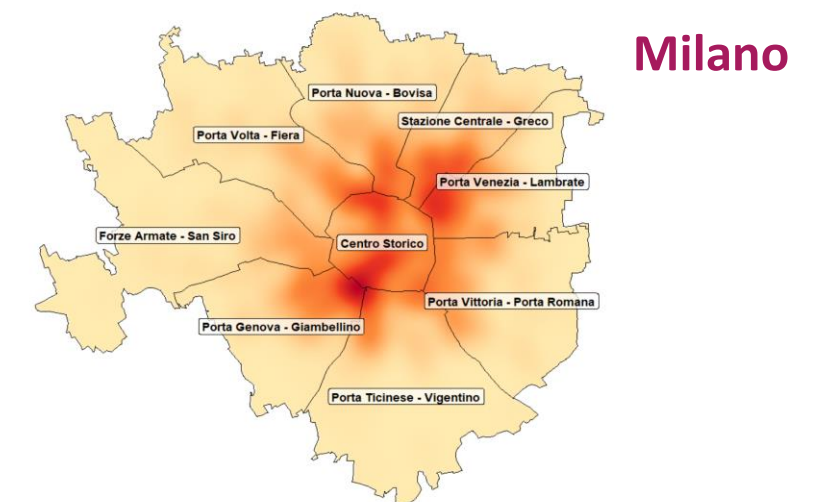 Milano
Porta Nuova - Bovisa
Stazione Centrale - Greco
Porta Volta - Fiera
Porta Venezia - Lambrate
Forze Armate - San Siro
Centro Storico
Porta Vittoria - Porta Romana
Porta Genova - Giambellino
Porta Ticinese - Vigentino